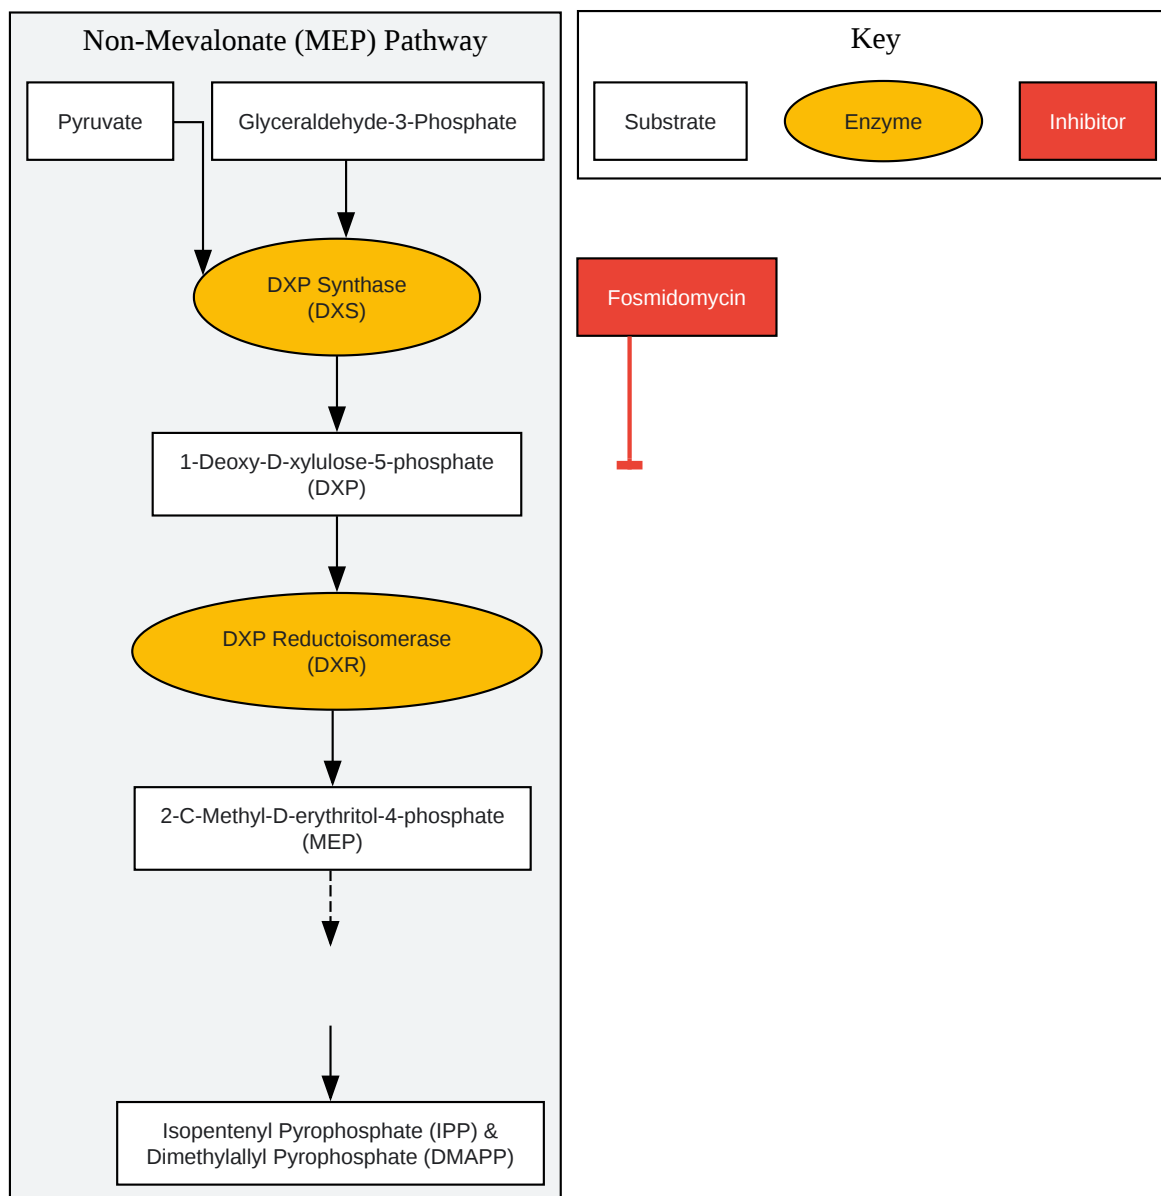 Non-Mevalonate (MEP) Pathway
Pyruvate
Glyceraldehyde-3-Phosphate
DXP Synthase
(DXS)
1-Deoxy-D-xylulose-5-phosphate
(DXP)
DXP Reductoisomerase
(DXR)
2-C-Methyl-D-erythritol-4-phosphate
(MEP)
Isopentenyl Pyrophosphate (IPP) &
Dimethylallyl Pyrophosphate (DMAPP)
Key
Substrate
Enzyme
Inhibitor
Fosmidomycin